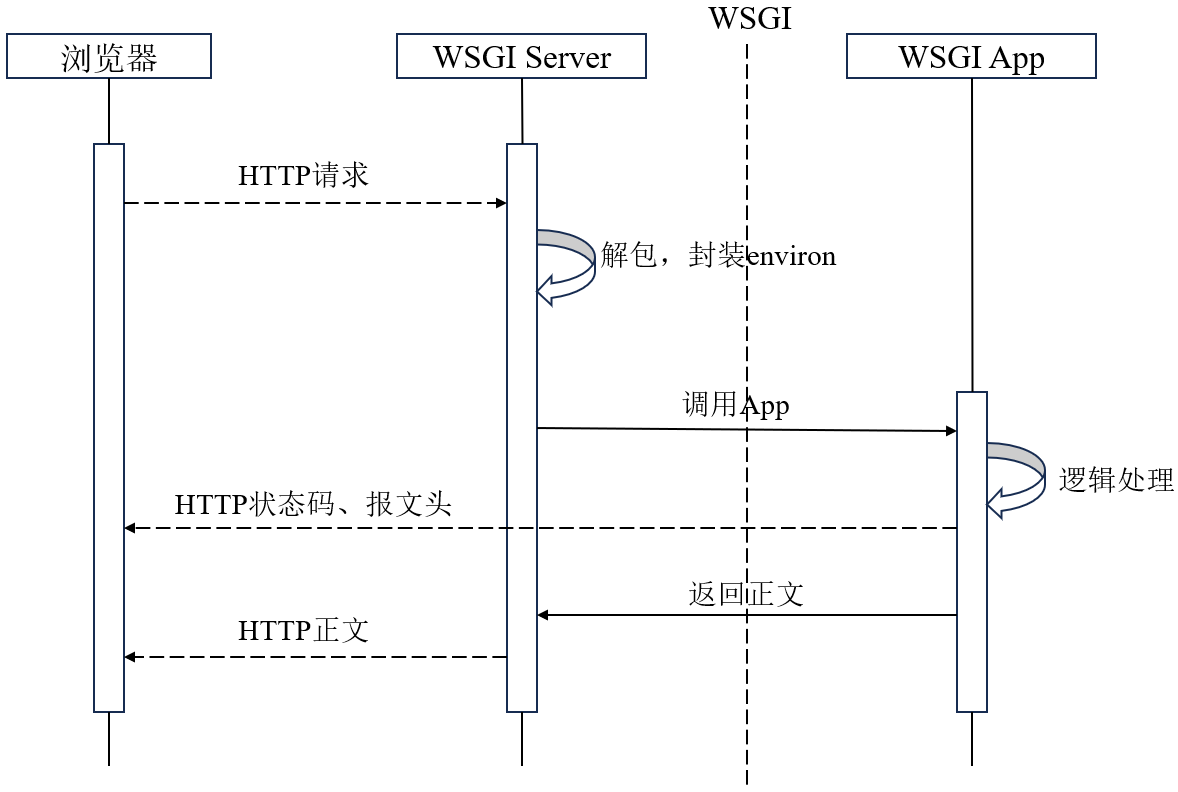 WSGI
浏览器
WSGI Server
WSGI App
HTTP请求
解包，封装environ
调用App
逻辑处理
HTTP状态码、报文头
返回正文
HTTP正文